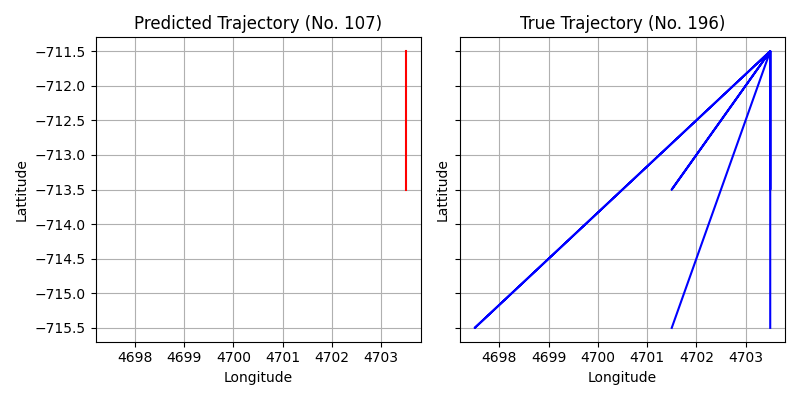 Predicted Trajectory (No. 107)
Lattitude
−711.5
−712.0
−712.5
−713.0
−713.5
−714.0
−714.5
−715.0
−715.5
4698 4699 4700 4701 4702 4703
Longitude
True Trajectory (No. 196)
Lattitude
4698 4699 4700 4701 4702 4703
Longitude